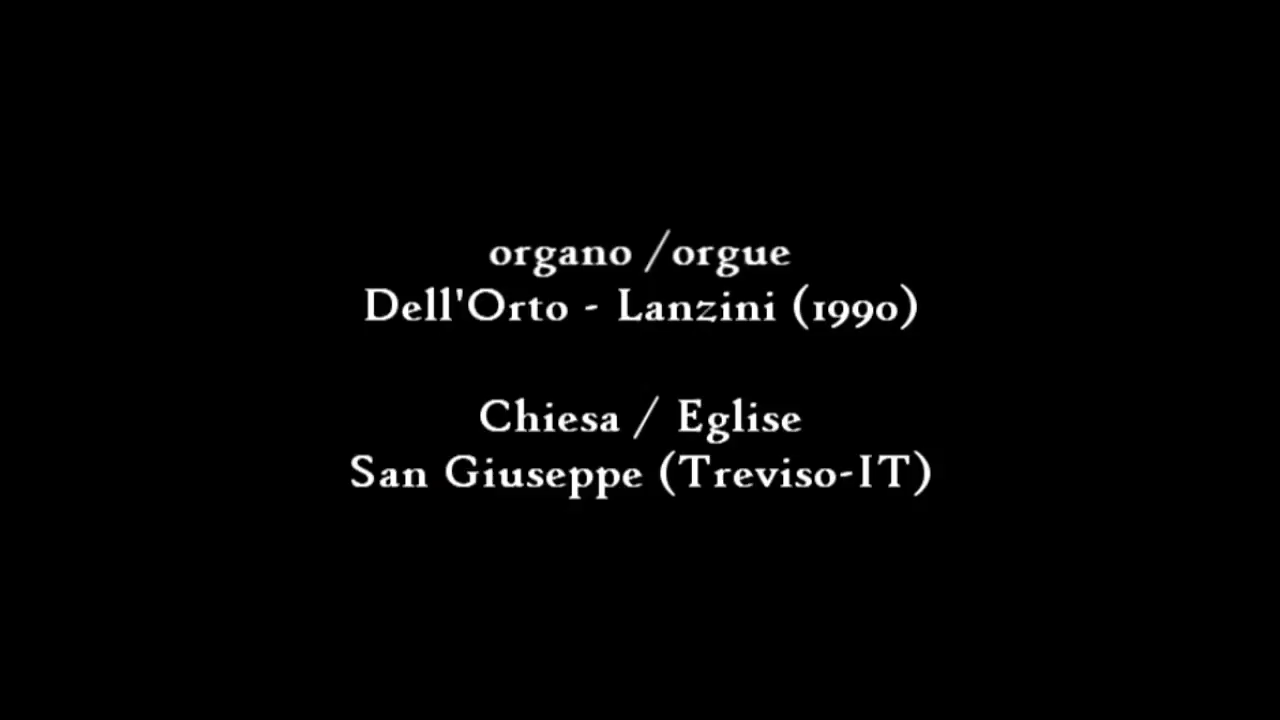 organo /orgue
Dell'Orto - Lanzini (1990)
Chiesa / Eglise
San Giuseppe (Treviso-IT)